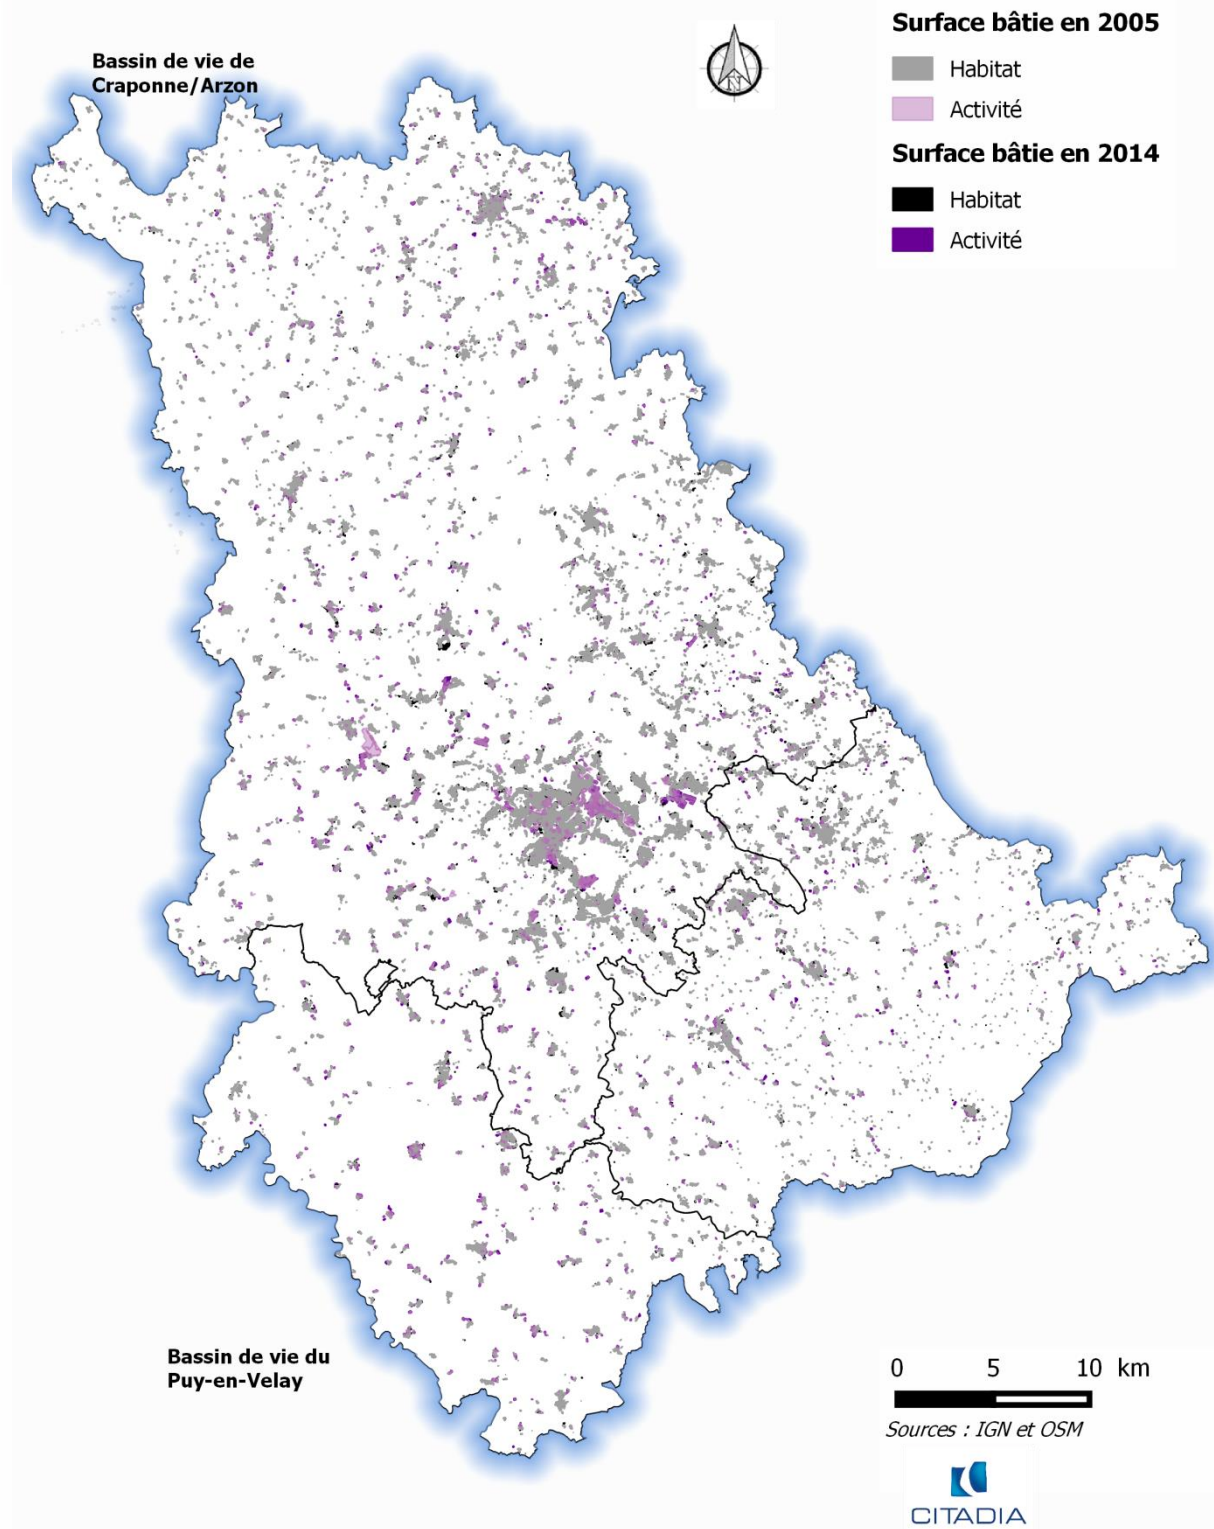 Bassin de vie de
Craponne/Arzon
N
Surface bâtie en 2005
Habitat
Activité
Surface bâtie en 2014
Habitat
Activité
Bassin de vie du
Puy-en-Velay
0 5 10 km
Sources : IGN et OSM
CITADIA